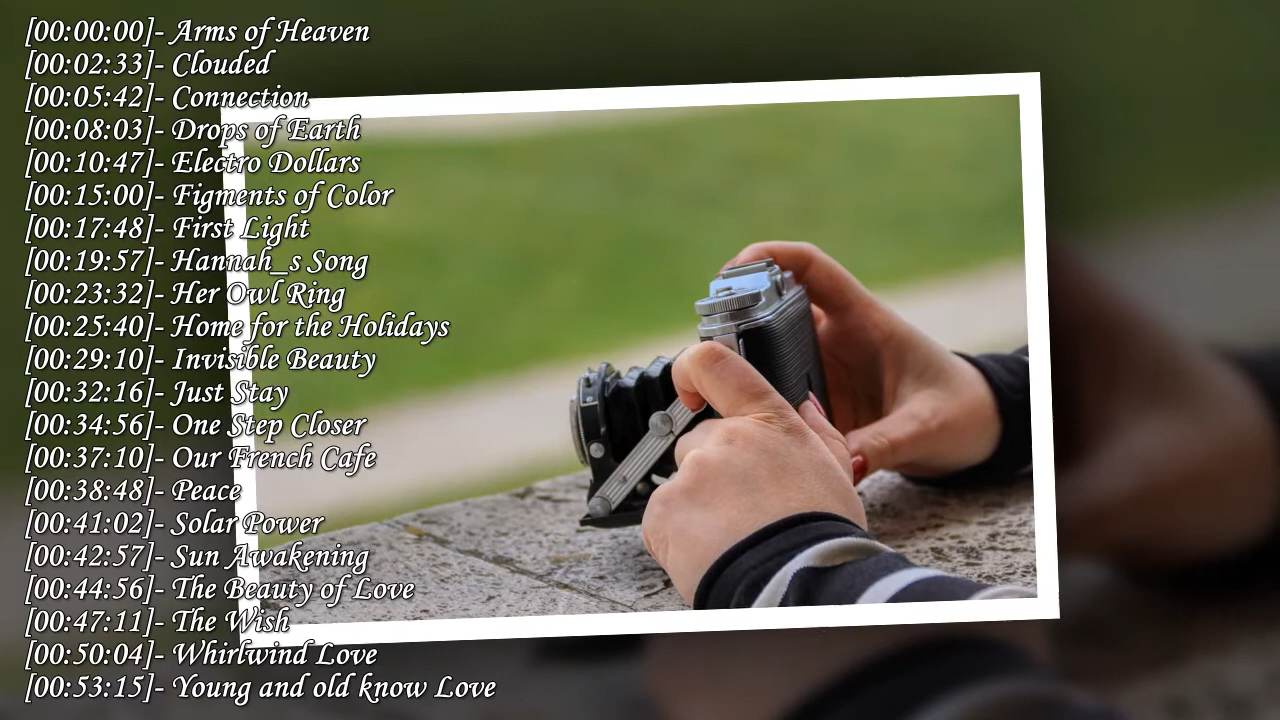 [00:00:00]- Arms of Heaven
[00:02:33]- Clouded
[00:05:42]- Connection
[00:08:03]- Drops of Earth
[00:10:47]- Electro Dollars
[00:15:00]- Figments of Color
[00:17:48]- First Light
[00:19:57]- Hannah_s Song
[00:23:32]- Her Owl Ring
[00:25:40]- Home for the Holidays
[00:29:10]- Invisible Beauty
[00:32:16]- Just Stay
[00:34:56]- One Step Closer
[00:37:10]- Our French Cafe
[00:38:48]- Peace
[00:41:02]- Solar Power
[00:42:57]- Sun Awakening
[00:44:56]- The Beauty of Love
[00:47:11]- The Wish
[00:50:04]- Whirlwind Love
[00:53:15]- Young and old know Love